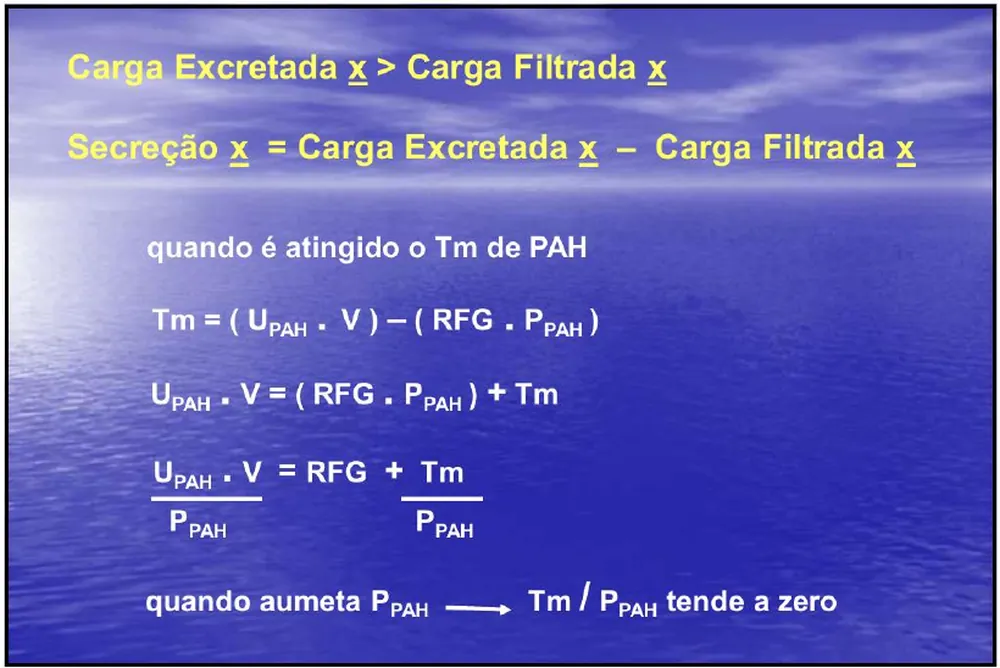 Carga Excretada x > Carga Filtrada x
Secreção x = Carga Excretada x – Carga Filtrada x
quando é atingido o Tm de PAH
Tm = ( UPAH . V ) – ( RFG . PPAH )
UPAH . V = ( RFG . PPAH ) + Tm
UPAH . V = RFG + Tm
PPAH PPAH
quando aumeta PPAH → Tm / PPAH tende a zero